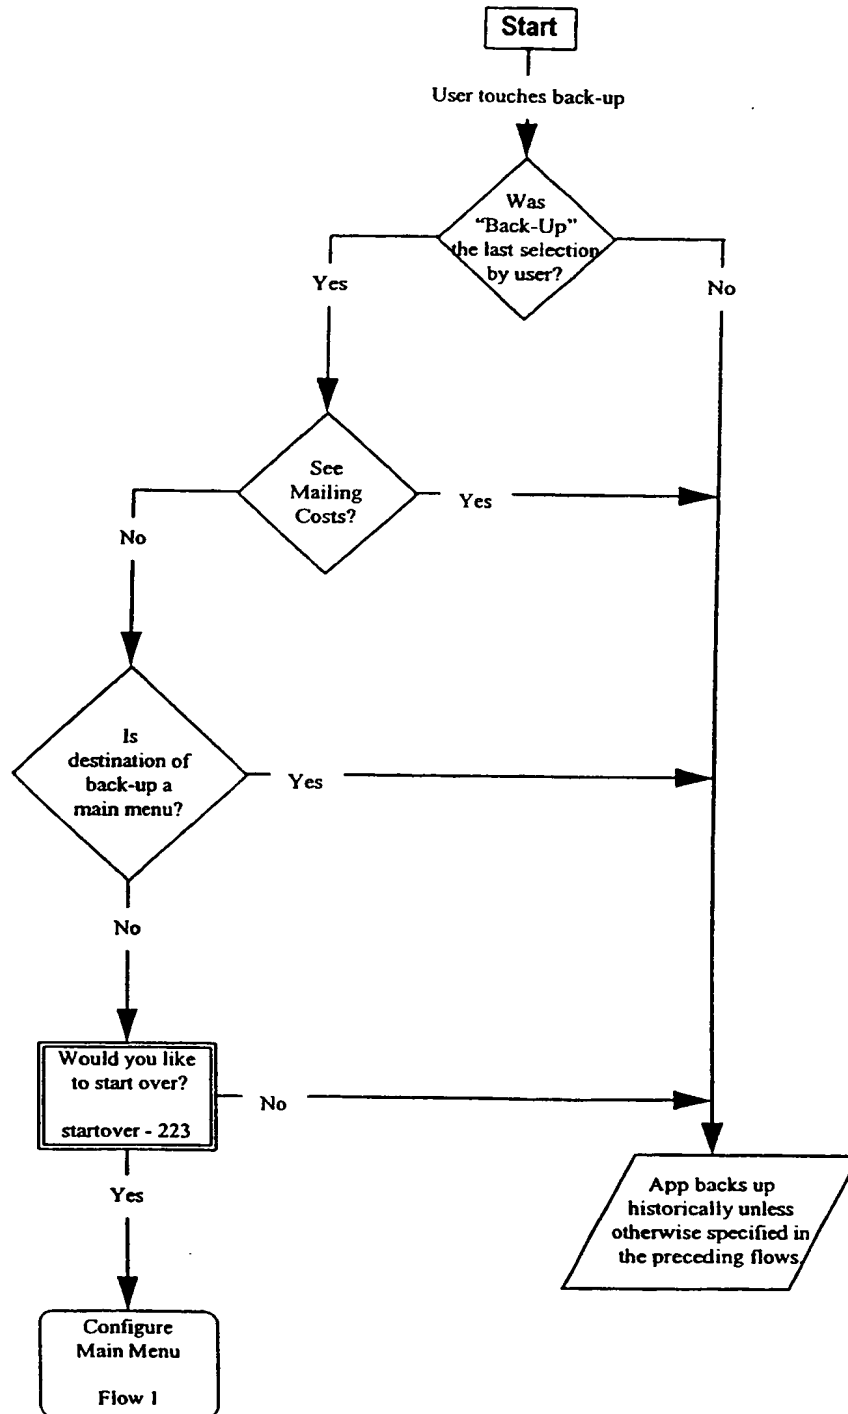 Start
User touches back-up
Was
“Back-Up”
the last selection
by user?
Yes
No
See
Mailing
Costs?
Yes
No
Is
destination of
back-up a
main menu?
Yes
No
Would you like
to start over?
startover - 223
No
Yes
App backs up
historically unless
otherwise specified in
the preceding flows.
Configure
Main Menu
Flow 1